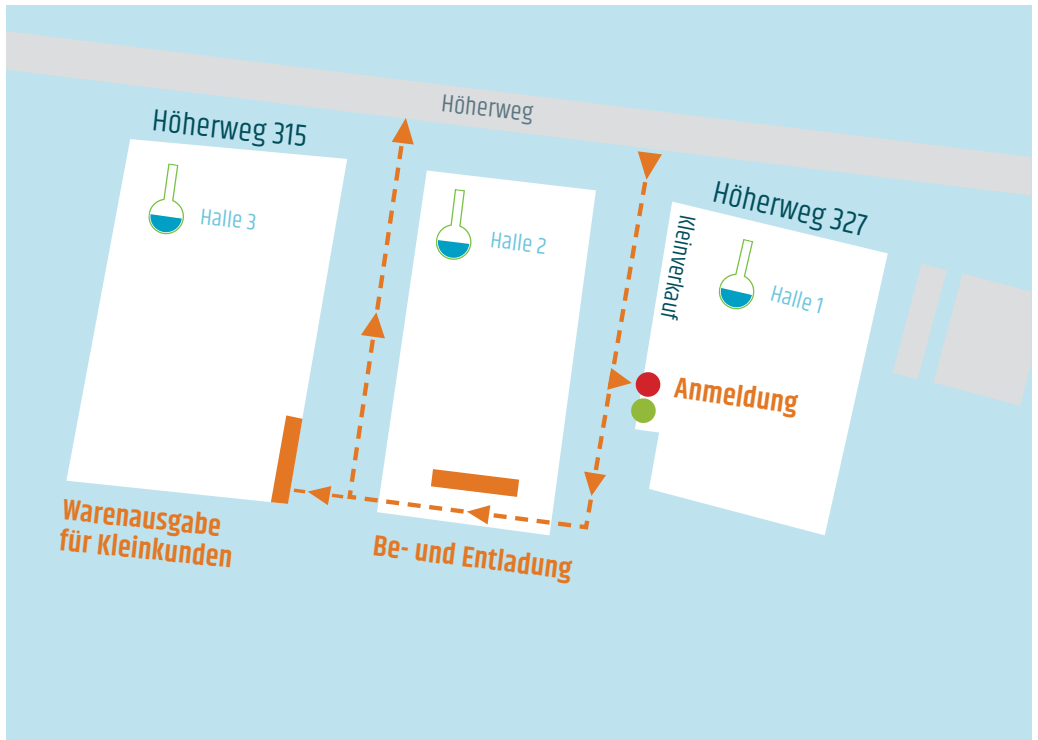 Höherweg
Höherweg 315
Höherweg 327
Halle 3
Halle 2
Kleinverkauf
Halle 1
Anmeldung
Warenausgabe
für Kleinkunden
Be- und Entladung